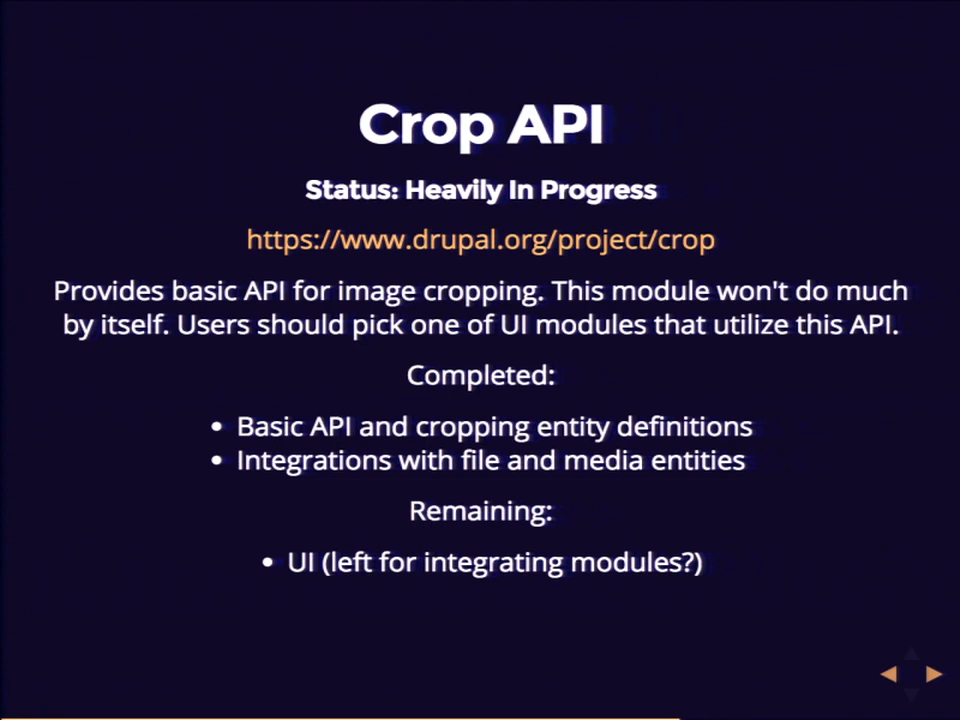 Crop API
Status: Heavily In Progress
https://www.drupal.org/project/crop
Provides basic API for image cropping. This module won't do much
by itself. Users should pick one of UI modules that utilize this API.
Completed:
• Basic API and cropping entity definitions
• Integrations with file and media entities
Remaining:
• UI (left for integrating modules?)